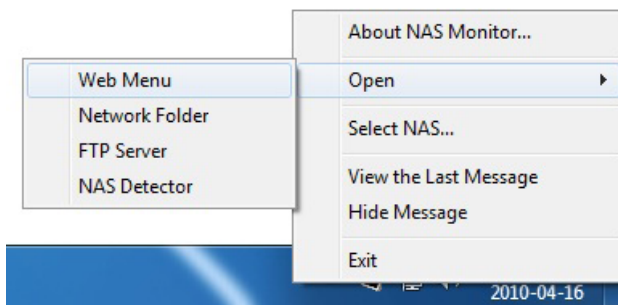 About NAS Monitor...
Open
Select NAS...
View the Last Message
Hide Message
Exit
Web Menu
Network Folder
FTP Server
NAS Detector
2010-04-16